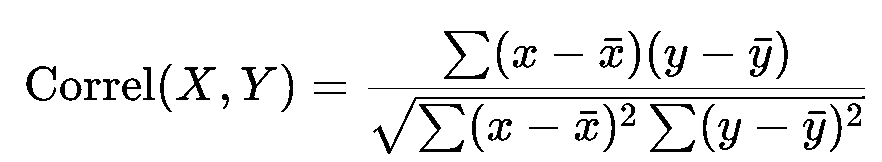 Correl(X, Y) = ∑(x − x̄)(y − ȳ) / √∑(x − x̄)² ∑(y − ȳ)²